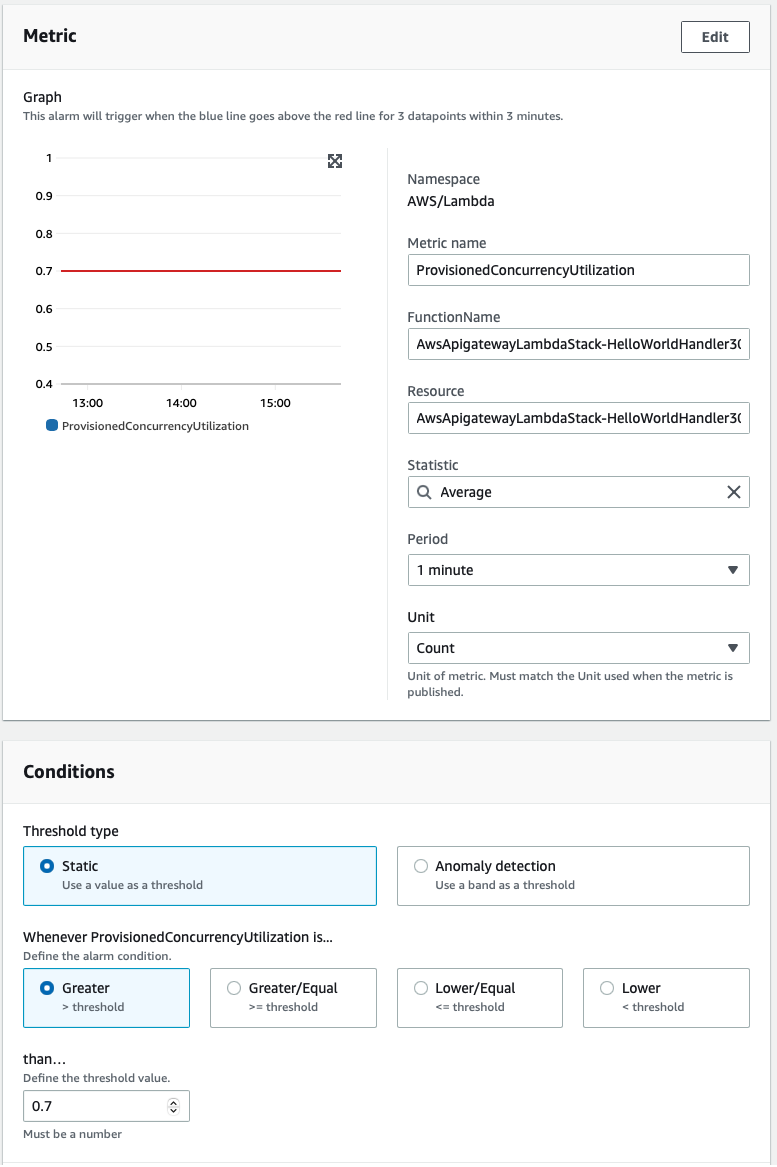 Metric
Edit
Graph
This alarm will trigger when the blue line goes above the red line for 3 datapoints within 3 minutes.
1
0.9
0.8
0.7
0.6
0.5
0.4
13:00
14:00
15:00
ProvisionedConcurrencyUtilization
Namespace
AWS/Lambda
Metric name
ProvisionedConcurrencyUtilization
FunctionName
AwsApigatewayLambdaStack-HelloWorldHandler3(
Resource
AwsApigatewayLambdaStack-HelloWorldHandler3(
Statistic
Average
Period
1 minute
Unit
Count
Unit of metric. Must match the Unit used when the metric is
published.
Conditions
Threshold type
Static
Use a value as a threshold
Anomaly detection
Use a band as a threshold
Whenever ProvisionedConcurrencyUtilization is...
Define the alarm condition.
Greater
> threshold
Greater/Equal
>= threshold
Lower/Equal
<= threshold
Lower
< threshold
than...
Define the threshold value.
0.7
Must be a number